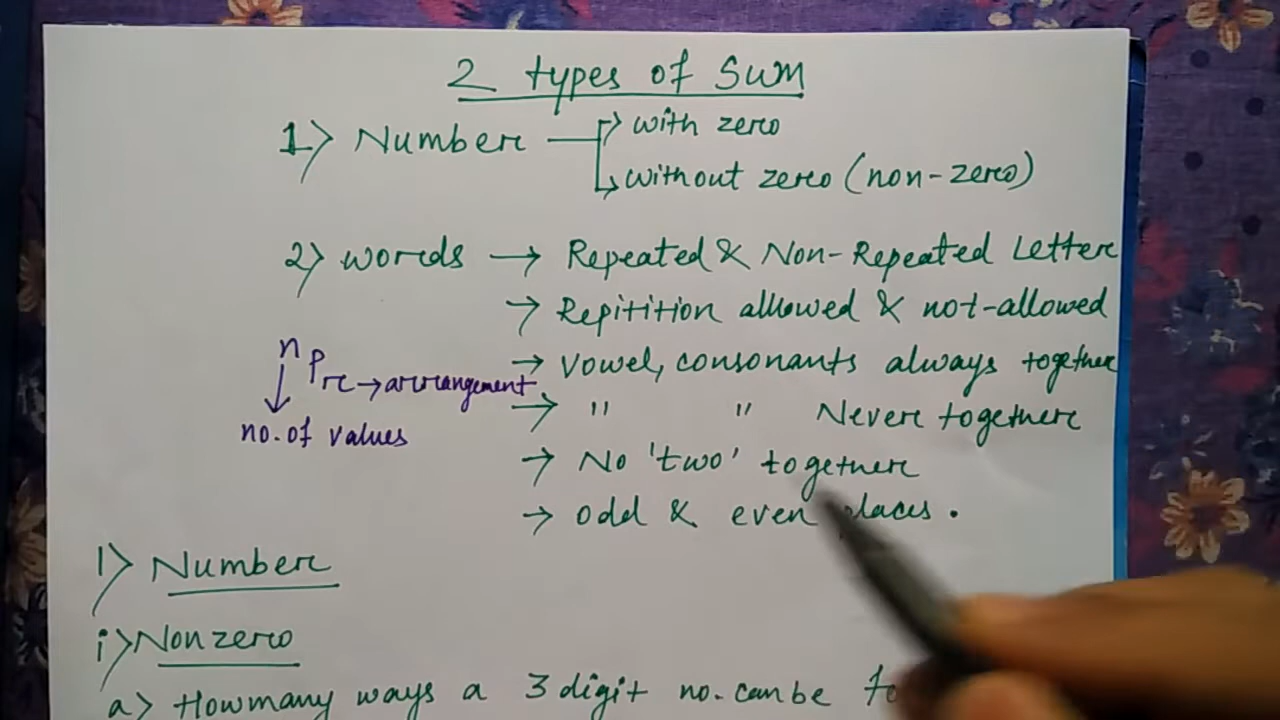 2 types of Sum
1> Number → with zero
→ without zero (non-zero)
2> words → Repeated & Non-Repeated Letter
→ Repitition allowed & not-allowed
→ Vowel, consonants always together
nPr → arrangement
→ " " Never together
no. of values
→ No 'two' together
→ odd & even places.
1> Number
i> Nonzero
a> How many ways a 3 digit no. can be